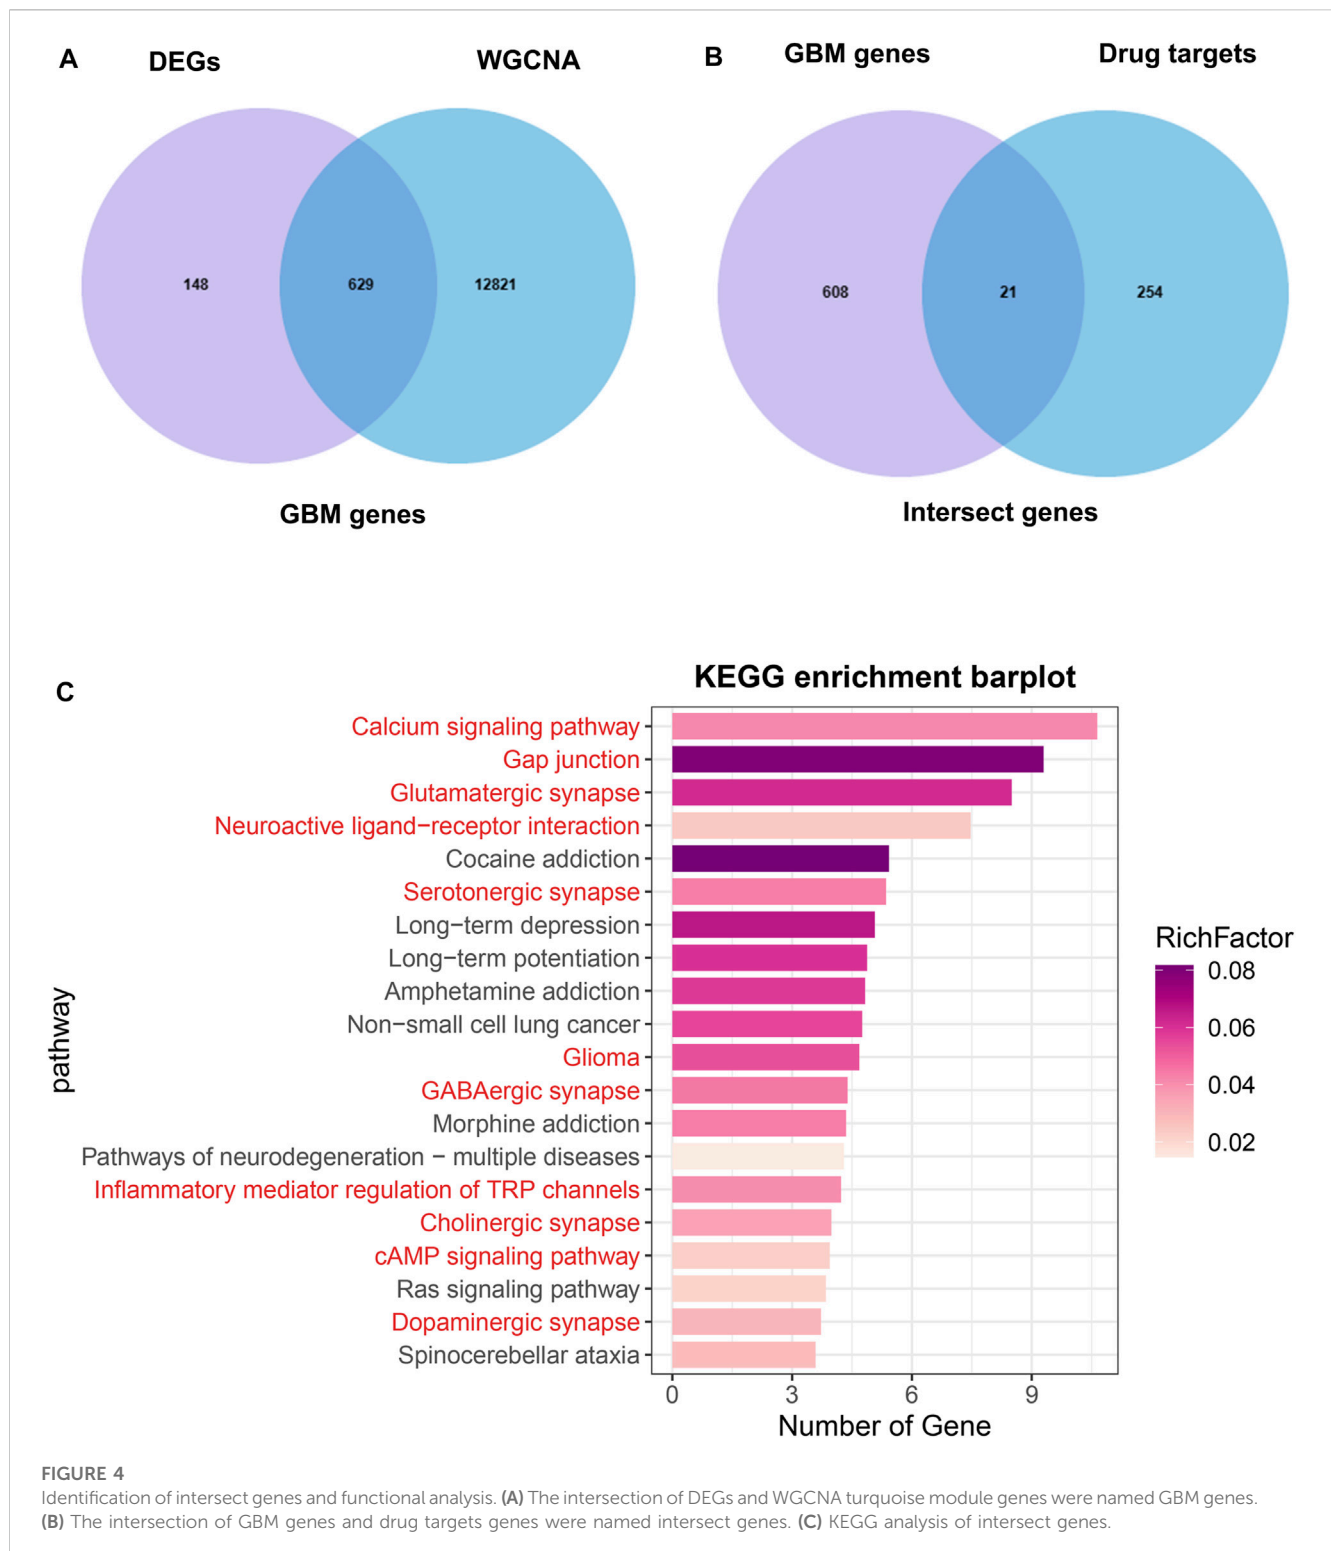 A
DEGs
WGCNA
148
629
12821
GBM genes
B
GBM genes
Drug targets
608
21
254
Intersect genes
C
KEGG enrichment barplot
pathway
Calcium signaling pathway
Gap junction
Glutamatergic synapse
Neuroactive ligand−receptor interaction
Cocaine addiction
Serotonergic synapse
Long−term depression
Long−term potentiation
Amphetamine addiction
Non−small cell lung cancer
Glioma
GABAergic synapse
Morphine addiction
Pathways of neurodegeneration − multiple diseases
Inflammatory mediator regulation of TRP channels
Cholinergic synapse
cAMP signaling pathway
Ras signaling pathway
Dopaminergic synapse
Spinocerebellar ataxia
0 3 6 9
Number of Gene
RichFactor
0.08
0.06
0.04
0.02
FIGURE 4
Identification of intersect genes and functional analysis. (A) The intersection of DEGs and WGCNA turquoise module genes were named GBM genes.
(B) The intersection of GBM genes and drug targets genes were named intersect genes. (C) KEGG analysis of intersect genes.